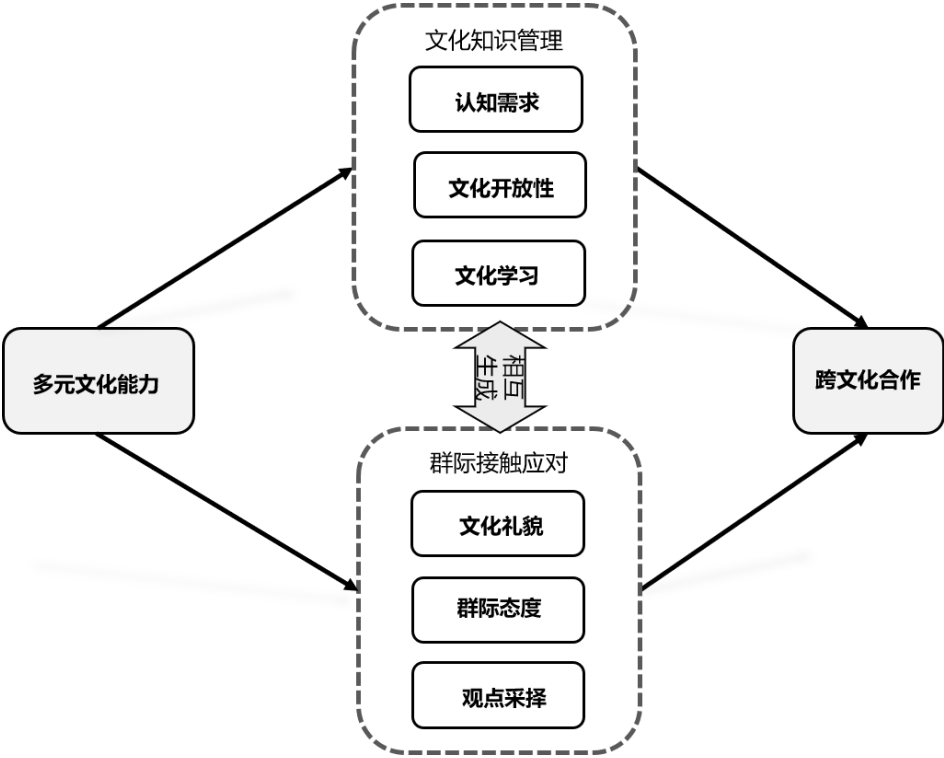 文化知识管理
认知需求
文化开放性
文化学习
相互
生成
多元文化能力
跨文化合作
群际接触应对
文化礼貌
群际态度
观点采择